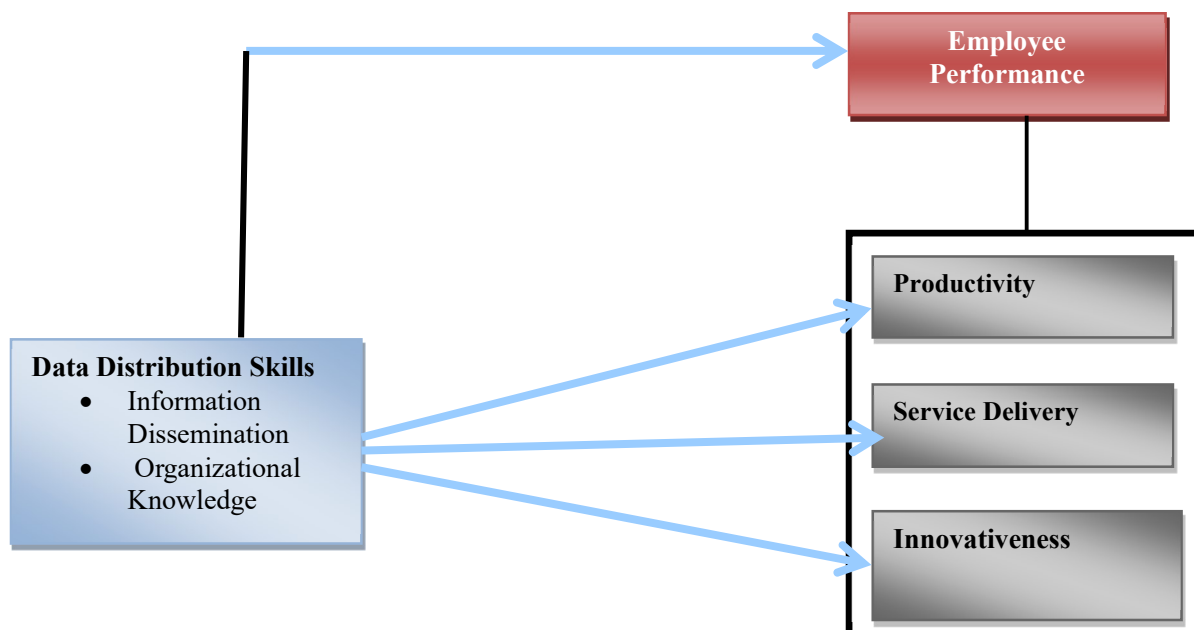 Employee
Performance
Productivity
Data Distribution Skills
• Information
Dissemination
• Organizational
Knowledge
Service Delivery
Innovativeness